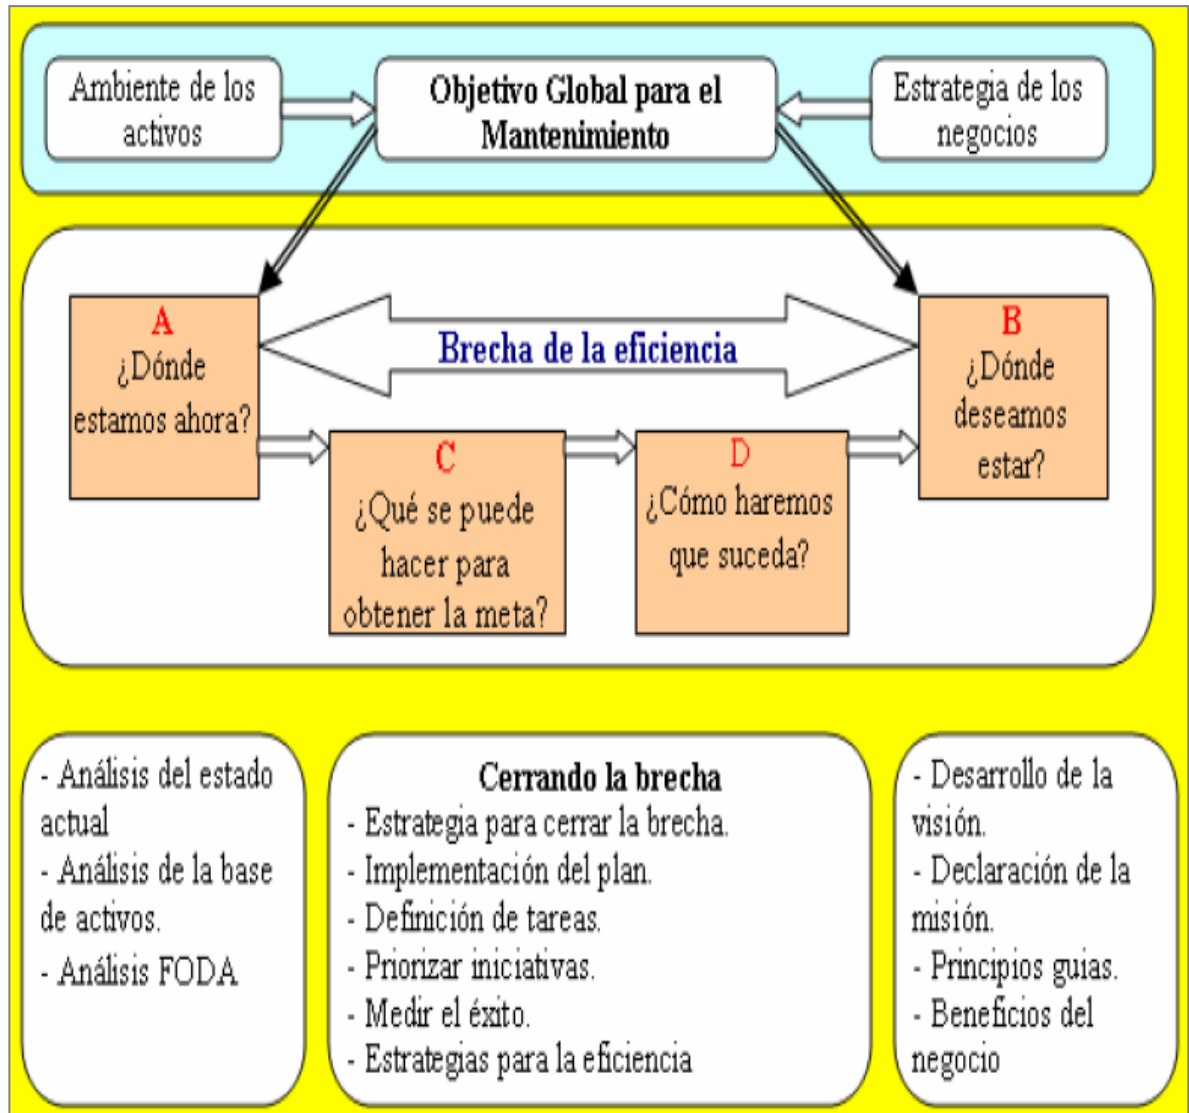 Ambiente de los
activos
Objetivo Global para el
Mantenimiento
Estrategia de los
negocios
A
¿Dónde
estamos ahora?
Brecha de la eficiencia
B
¿Dónde
deseamos
estar?
C
¿Qué se puede
hacer para
obtener la meta?
D
¿Cómo haremos
que suceda?
- Análisis del estado
actual
- Análisis de la base
de activos.
- Análisis FODA
Cerrando la brecha
- Estrategia para cerrar la brecha.
- Implementación del plan.
- Definición de tareas.
- Priorizar iniciativas.
- Medir el éxito.
- Estrategias para la eficiencia
- Desarrollo de la
visión.
- Declaración de la
misión.
- Principios guias.
- Beneficios del
negocio